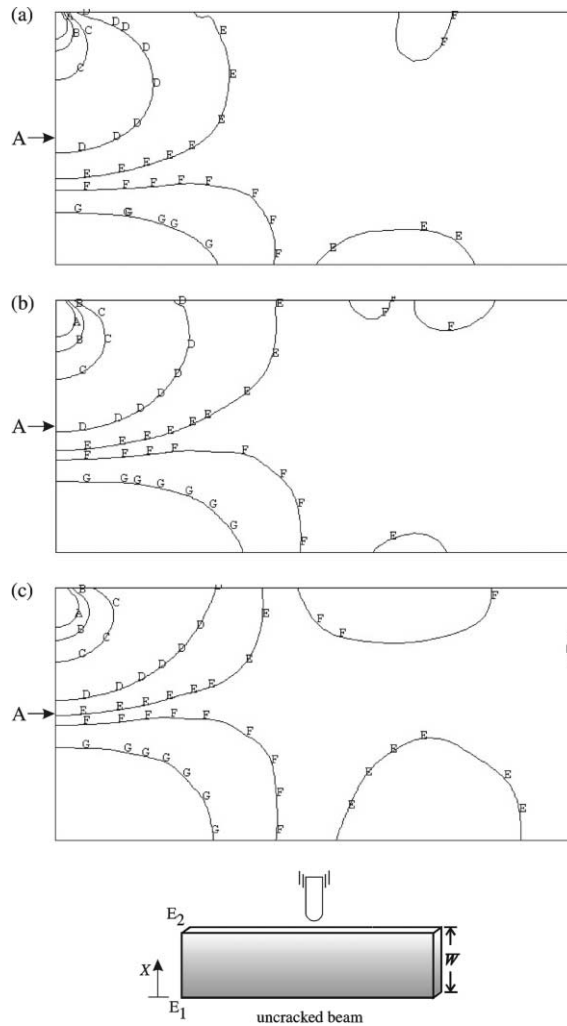 (a)
A D D D F
B C D E F
C D E
A D D D D E
E E E E E
F F F F F F
G G G G G F E E E
F
(b)
B D E F
A C F
B D E
C D E
A D D D D E
E E E E E
F F F F F
G G G G G F
G F F E
(c)
B D E F
A C E F
B C D F
D D D D E
A E E E E E
F F F F F F E E E
G G G G F E E
G F E E
G F
E2
X
W
E1
uncracked beam